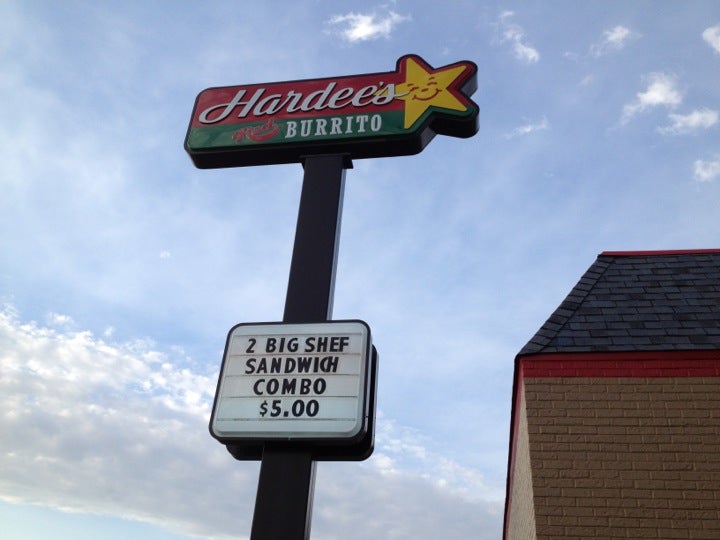 Hardee's
Red BURRITO
2 BIG SHEF
SANDWICH
COMBO
$5.00